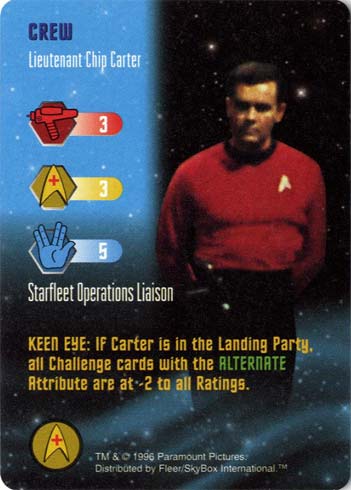 CREW
Lieutenant Chip Carter
3
3
5
Starfleet Operations Liaison
KEEN EYE: If Carter is in the Landing Party,
all Challenge cards with the ALTERNATE
Attribute are at -2 to all Ratings.
TM & © 1996 Paramount Pictures.
Distributed by Fleer/SkyBox International.™